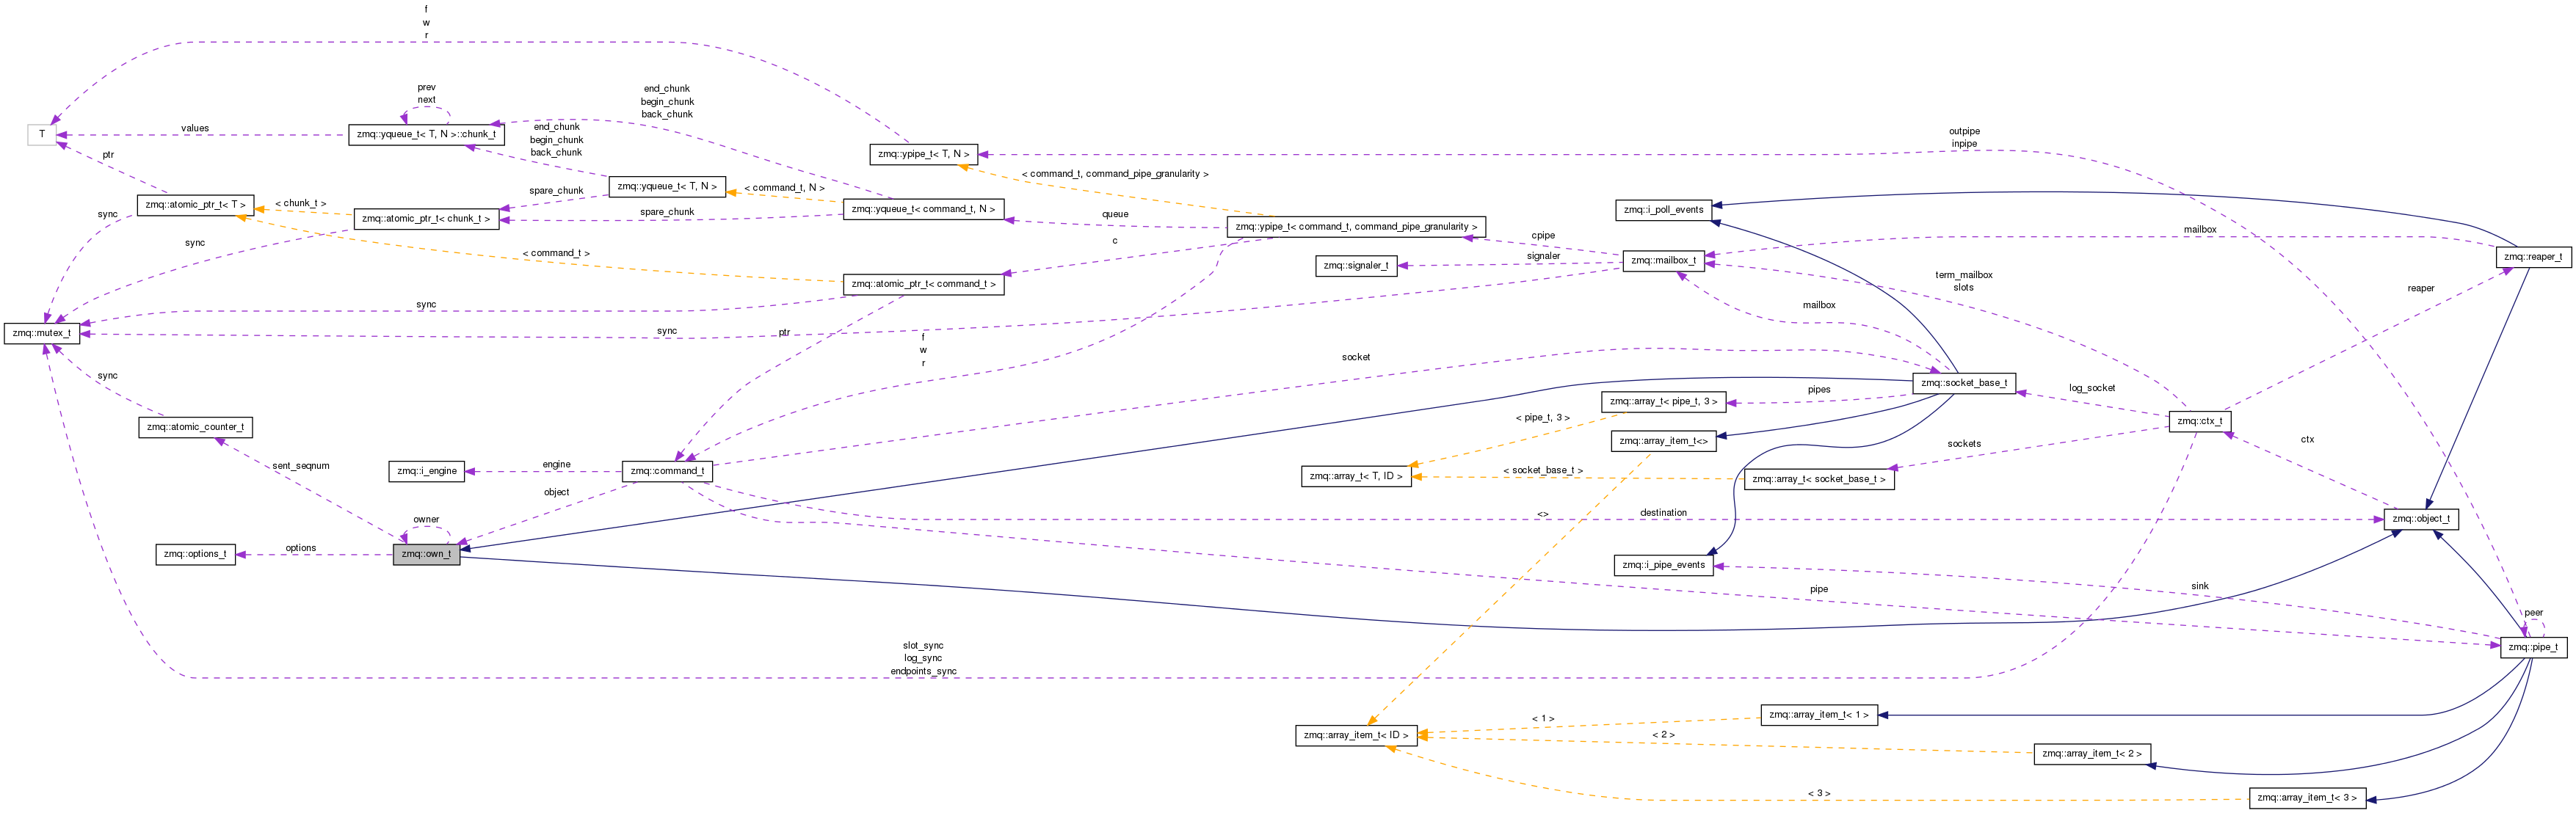 f
w
r
prev
next
end_chunk
begin_chunk
back_chunk
T
values
zmq::yqueue_t< T, N >::chunk_t
end_chunk
begin_chunk
back_chunk
outpipe
inpipe
ptr
zmq::ypipe_t< T, N >
< command_t, command_pipe_granularity >
zmq::yqueue_t< T, N >
< command_t, N >
spare_chunk
zmq::atomic_ptr_t< T >
< chunk_t >
zmq::atomic_ptr_t< chunk_t >
spare_chunk
zmq::yqueue_t< command_t, N >
queue
zmq::i_poll_events
sync
zmq::ypipe_t< command_t, command_pipe_granularity >
cpipe
mailbox
sync
c
< command_t >
zmq::signaler_t
signaler
zmq::mailbox_t
zmq::reaper_t
term_mailbox
slots
zmq::atomic_ptr_t< command_t >
reaper
sync
mailbox
zmq::mutex_t
sync
ptr
f
w
r
socket
sync
zmq::socket_base_t
log_socket
pipes
zmq::array_t< pipe_t, 3 >
< pipe_t, 3 >
zmq::atomic_counter_t
zmq::ctx_t
zmq::array_item_t<>
ctx
sockets
sent_seqnum
zmq::i_engine
engine
zmq::command_t
zmq::array_t< T, ID >
< socket_base_t >
zmq::array_t< socket_base_t >
object
owner
<>
destination
zmq::object_t
zmq::options_t
options
zmq::own_t
zmq::i_pipe_events
pipe
sink
peer
slot_sync
log_sync
endpoints_sync
zmq::pipe_t
< 1 >
zmq::array_item_t< 1 >
zmq::array_item_t< ID >
< 2 >
zmq::array_item_t< 2 >
< 3 >
zmq::array_item_t< 3 >